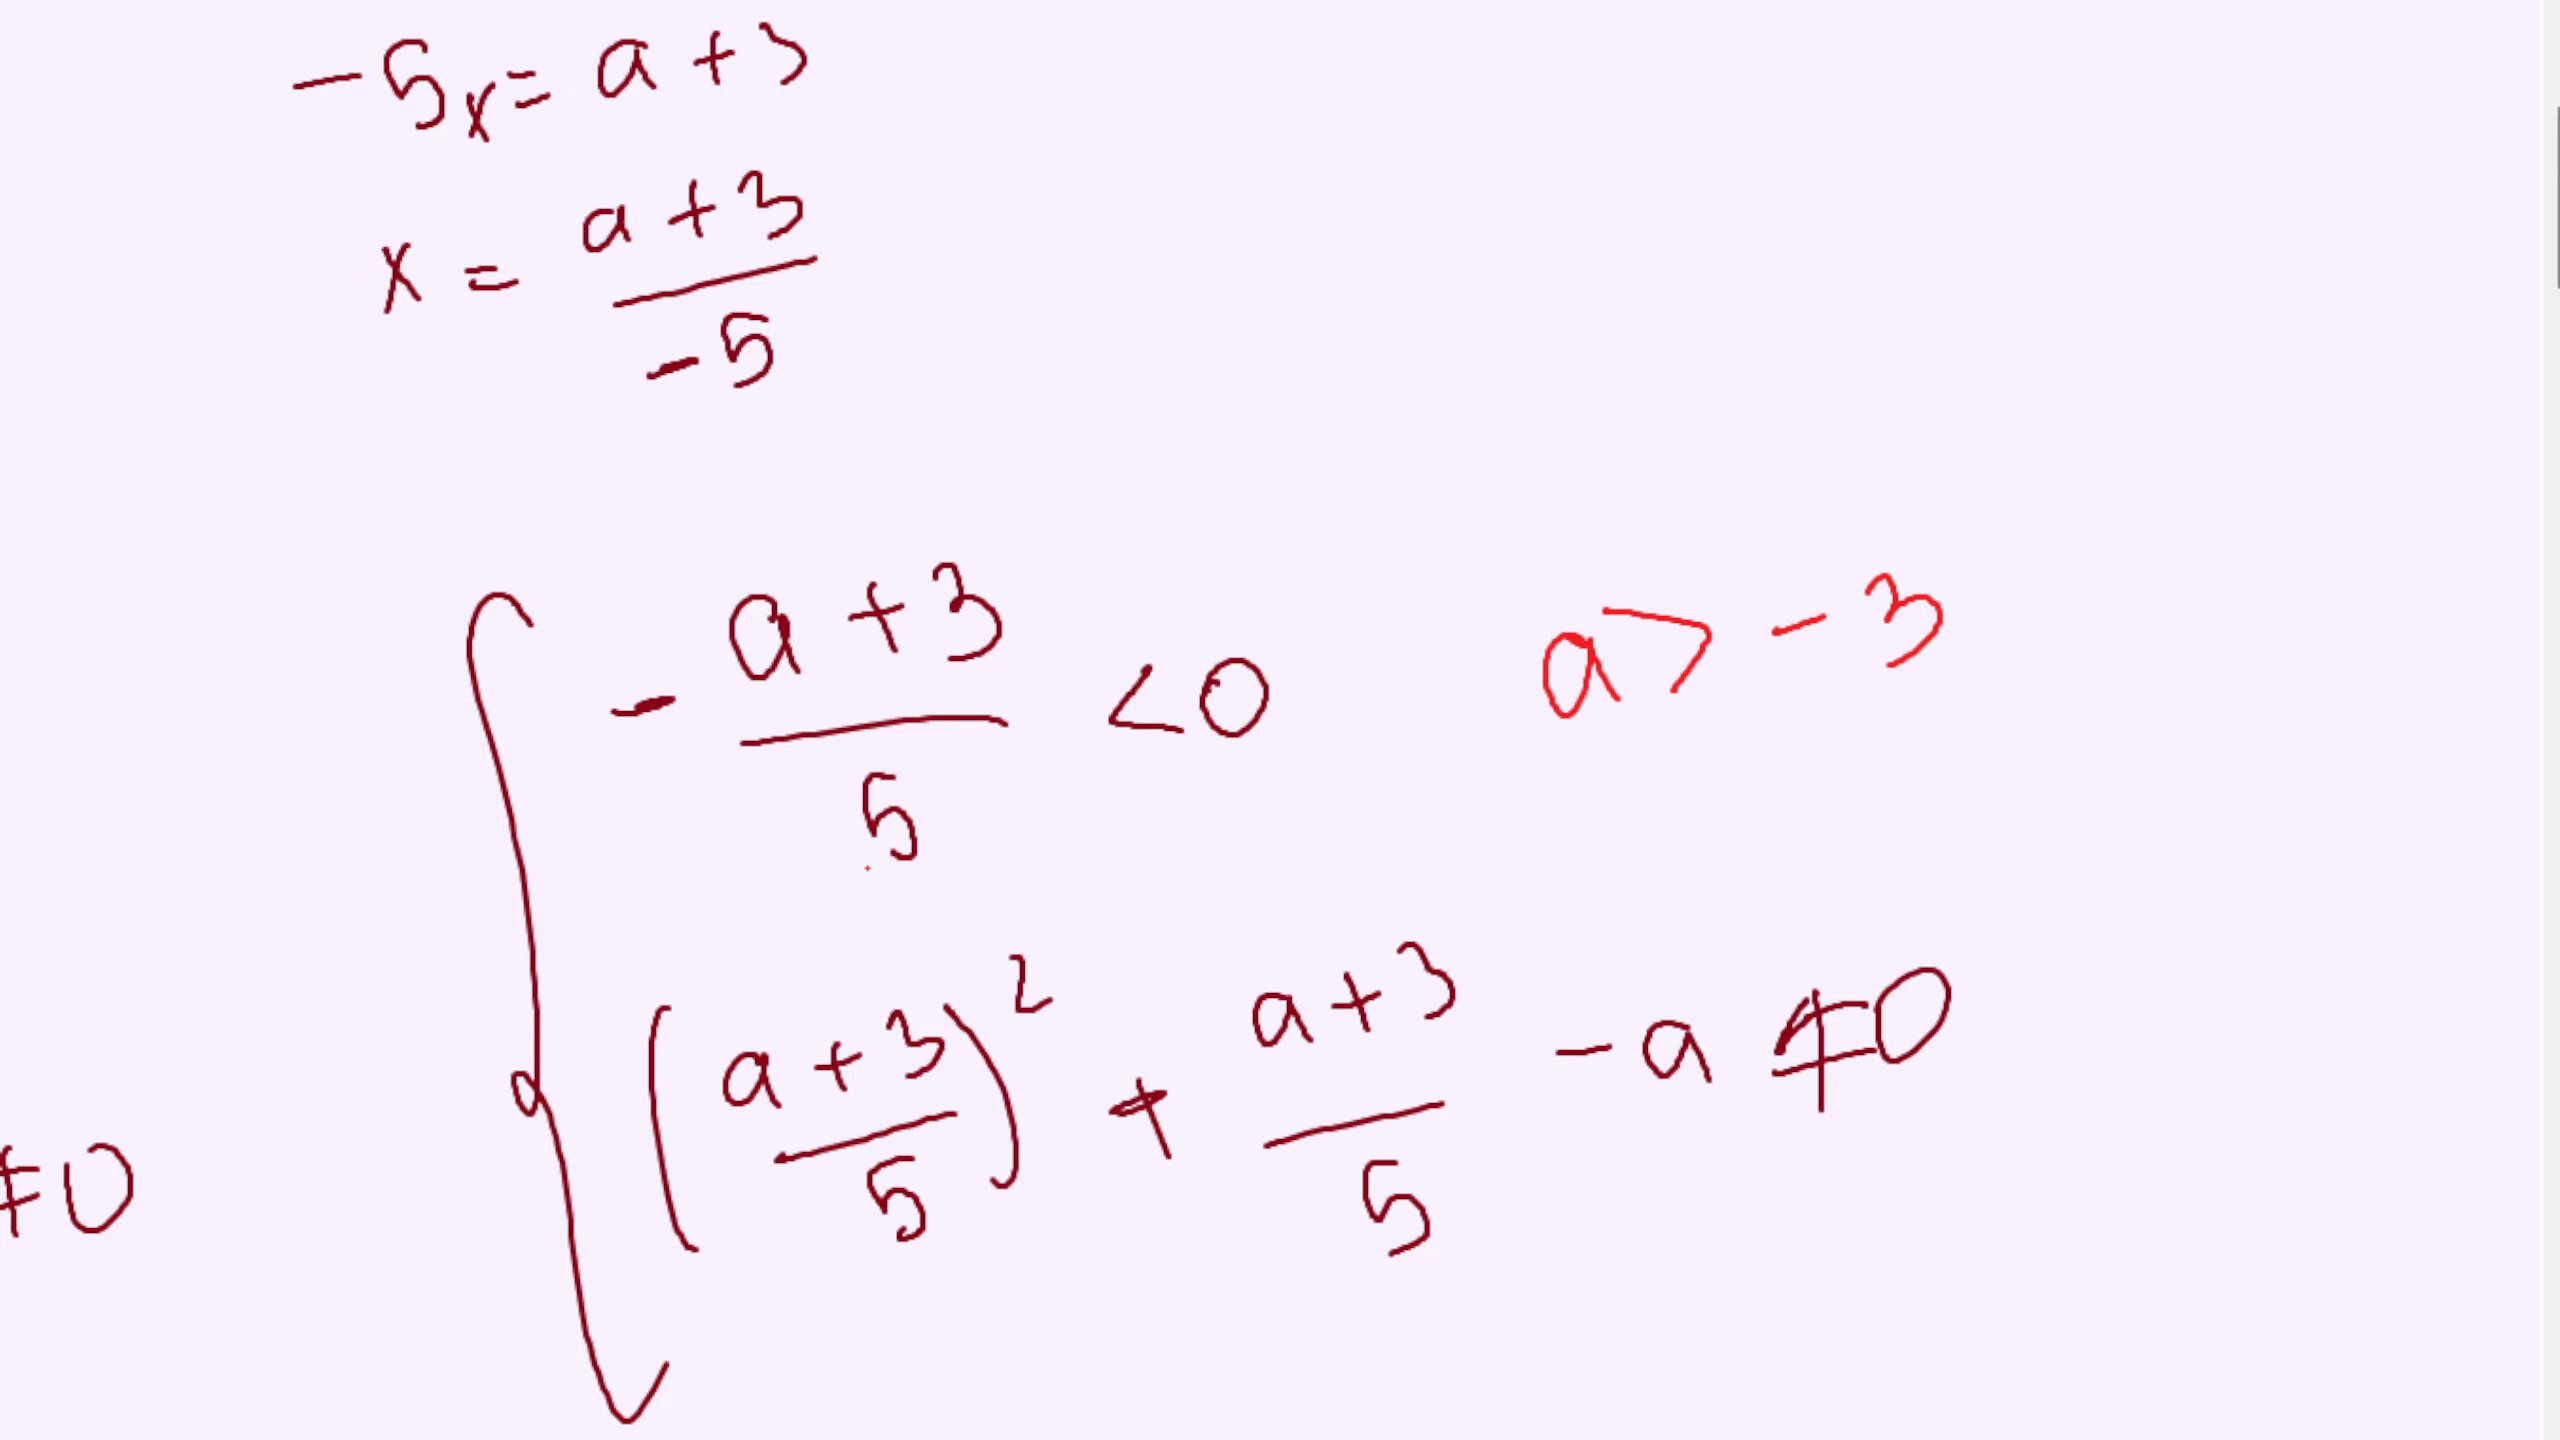 -5x = a + 3
x = (a + 3)/(-5)
- (a + 3)/5 < 0
a > -3
((a + 3)/5)² + (a + 3)/5 - a ≠ 0
≠ 0